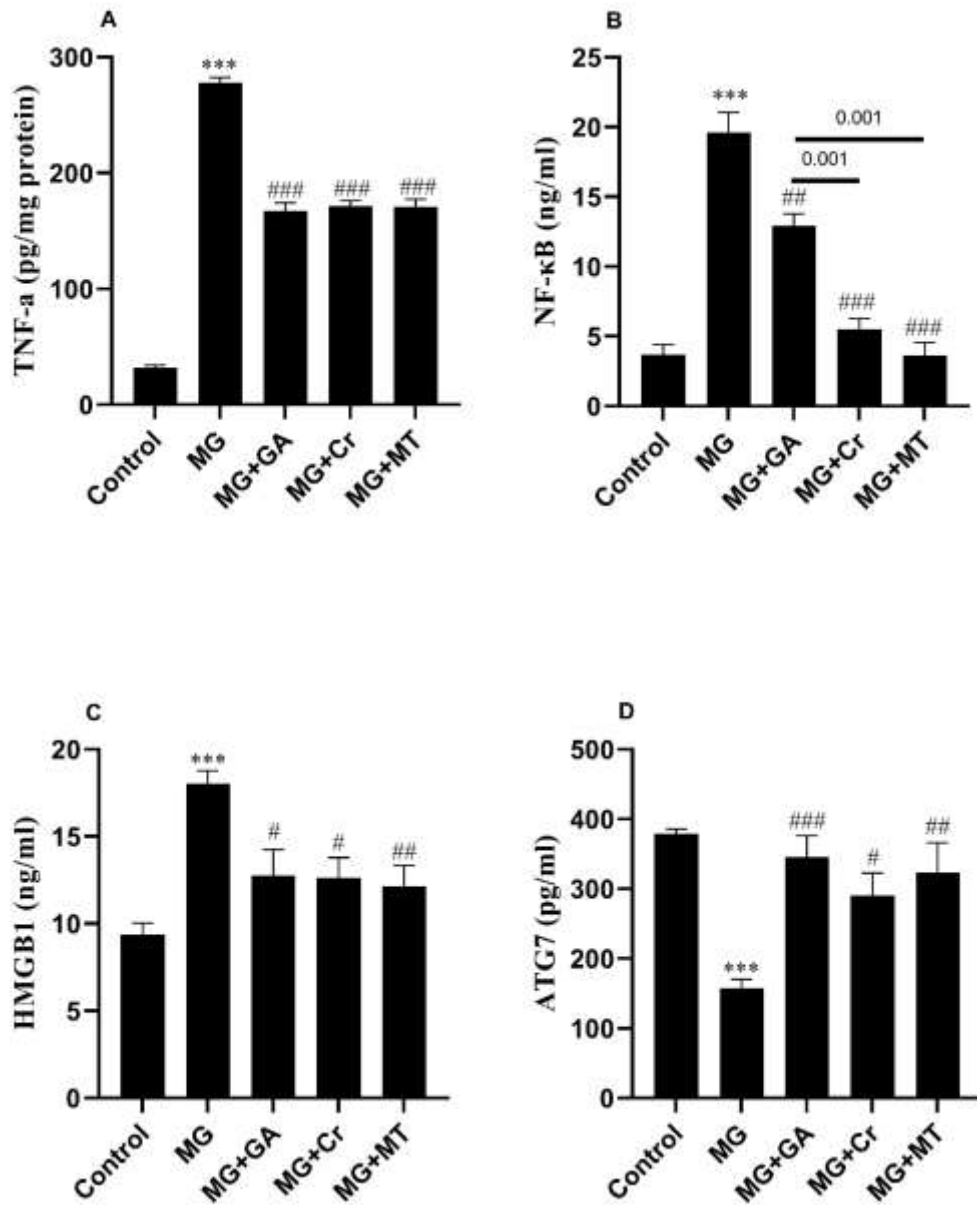 A
TNF-a (pg/mg protein)
300
200
100
0
***
###
###
###
Control
MG
MG+GA
MG+Cr
MG+MT
B
NF-κB (ng/ml)
25
20
15
10
5
0
***
##
###
###
0.001
0.001
Control
MG
MG+GA
MG+Cr
MG+MT
C
HMGB1 (ng/ml)
20
15
10
5
0
***
#
#
##
Control
MG
MG+GA
MG+Cr
MG+MT
D
ATG7 (pg/ml)
500
400
300
200
100
0
***
###
#
##
Control
MG
MG+GA
MG+Cr
MG+MT